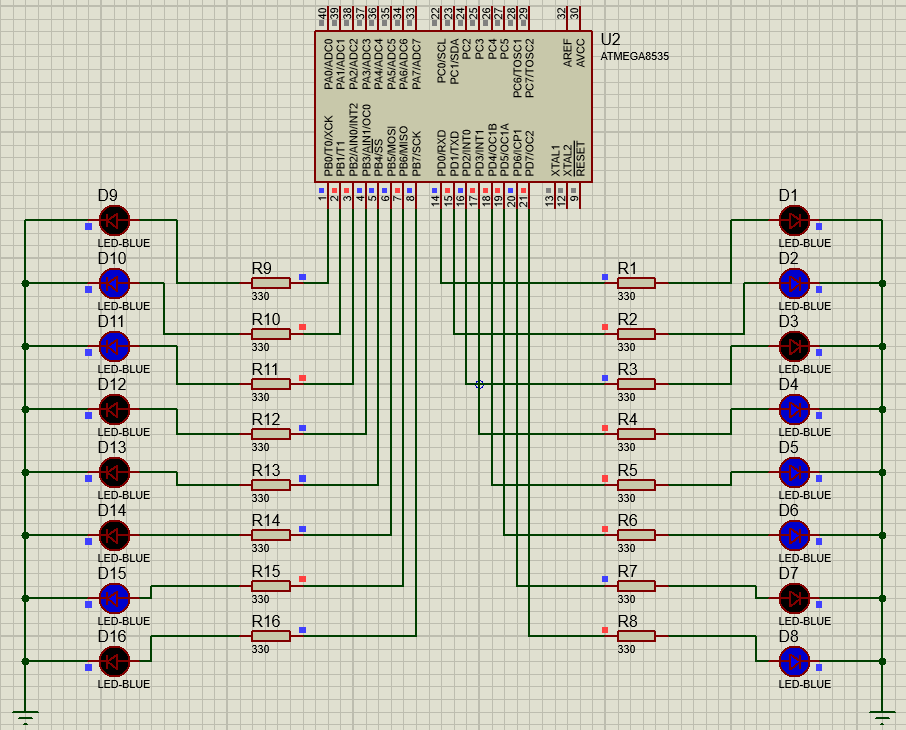 40
39
38
37
36
35
34
33
22
23
24
25
26
27
28
29
32
30
U2
ATMEGA8535
PA0/ADC0
PA1/ADC1
PA2/ADC2
PA3/ADC3
PA4/ADC4
PA5/ADC5
PA6/ADC6
PA7/ADC7
PC0/SCL
PC1/SDA
PC2
PC3
PC4
PC5
PC6/TOSC1
PC7/TOSC2
AREF
AVCC
PB0/T0/XCK
PB1/T1
PB2/AIN0/INT2
PB3/AIN1/OC0
PB4/SS
PB5/MOSI
PB6/MISO
PB7/SCK
PD0/RXD
PD1/TXD
PD2/INT0
PD3/INT1
PD4/OC1B
PD5/OC1A
PD6/ICP1
PD7/OC2
XTAL1
XTAL2
RESET
1
2
3
4
5
6
7
8
14
15
16
17
18
19
20
21
13
12
9
D9
LED-BLUE
D10
LED-BLUE
D11
LED-BLUE
D12
LED-BLUE
D13
LED-BLUE
D14
LED-BLUE
D15
LED-BLUE
D16
LED-BLUE
R9
330
R10
330
R11
330
R12
330
R13
330
R14
330
R15
330
R16
330
R1
330
R2
330
R3
330
R4
330
R5
330
R6
330
R7
330
R8
330
D1
LED-BLUE
D2
LED-BLUE
D3
LED-BLUE
D4
LED-BLUE
D5
LED-BLUE
D6
LED-BLUE
D7
LED-BLUE
D8
LED-BLUE